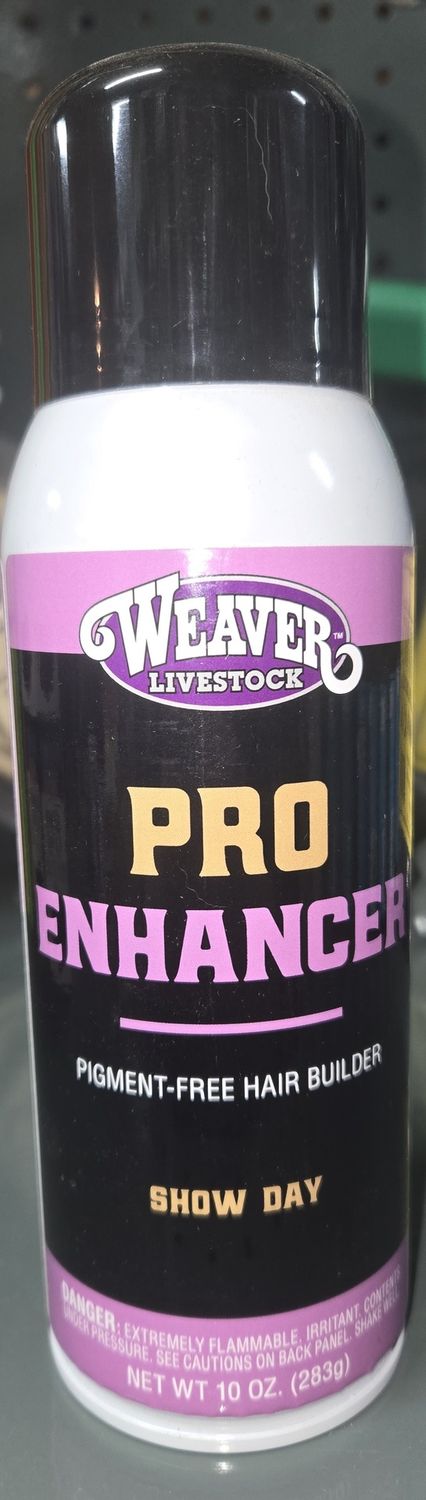 WEAVER™
LIVESTOCK
PRO
ENHANCER
PIGMENT-FREE HAIR BUILDER
SHOW DAY
DANGER: EXTREMELY FLAMMABLE. IRRITANT. CONTENTS
UNDER PRESSURE. SEE CAUTIONS ON BACK PANEL. SHAKE WELL.
NET WT 10 OZ. (283g)